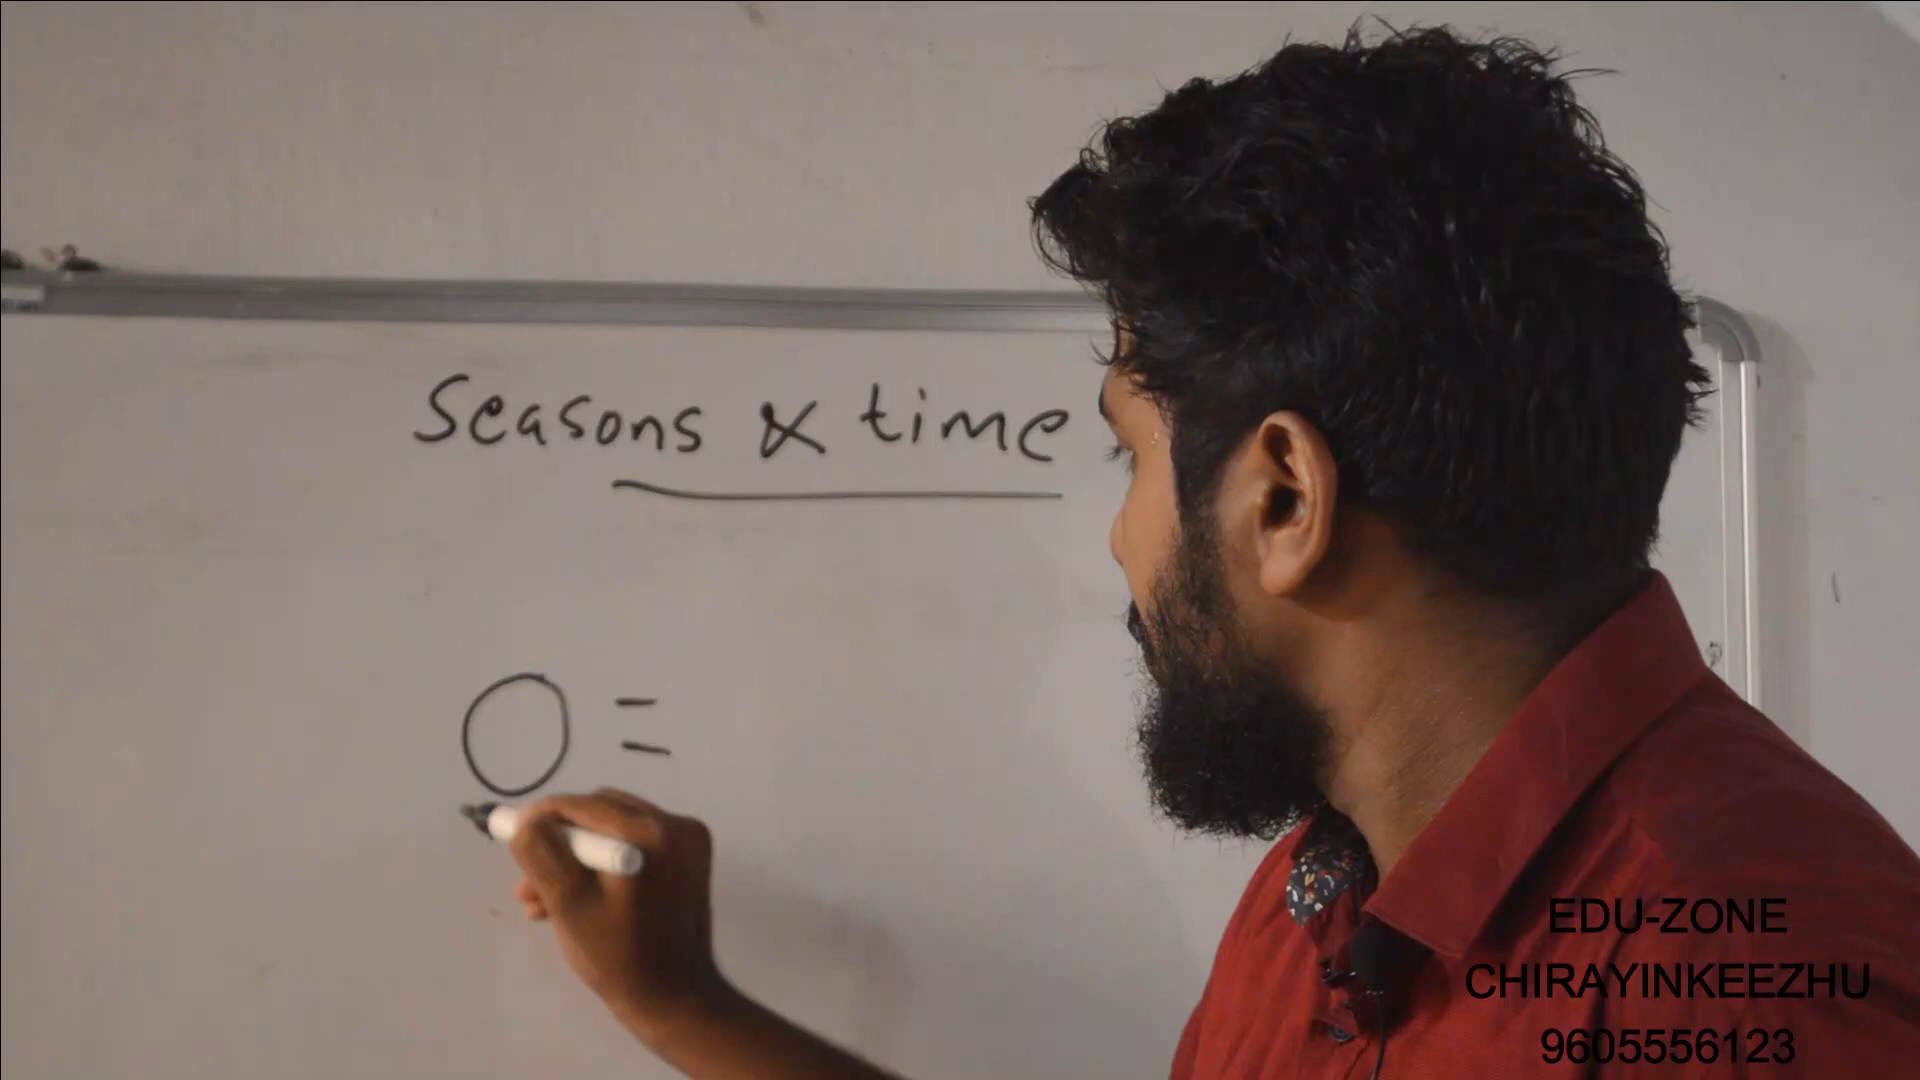 Seasons & time
=
EDU-ZONE
CHIRAYINKEEZHU
9605556123